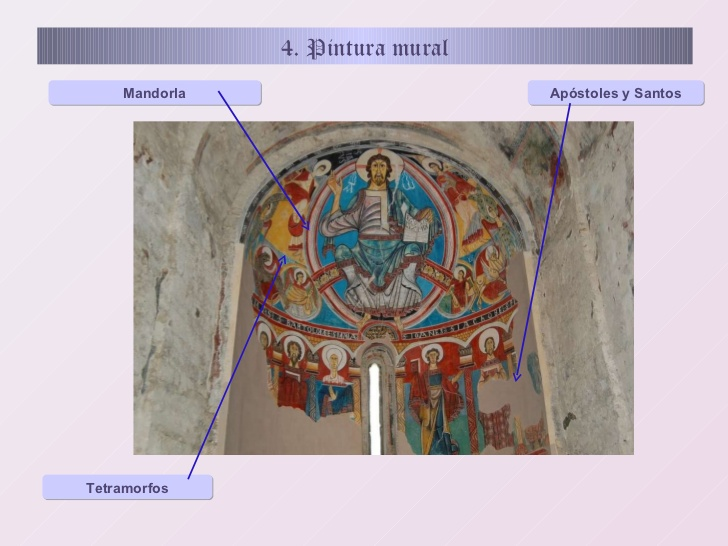 4. Pintura mural
Mandorla
Apóstoles y Santos
Tetramorfos